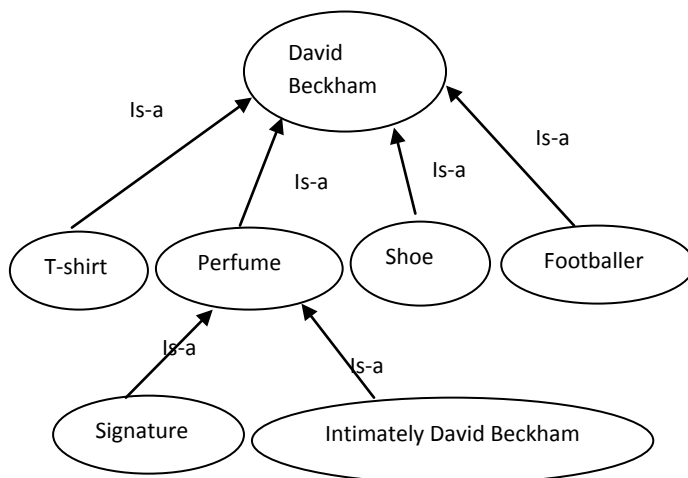 David
Beckham
Is-a
Is-a
Is-a
Is-a
T-shirt
Perfume
Shoe
Footballer
Is-a
Is-a
Signature
Intimately David Beckham